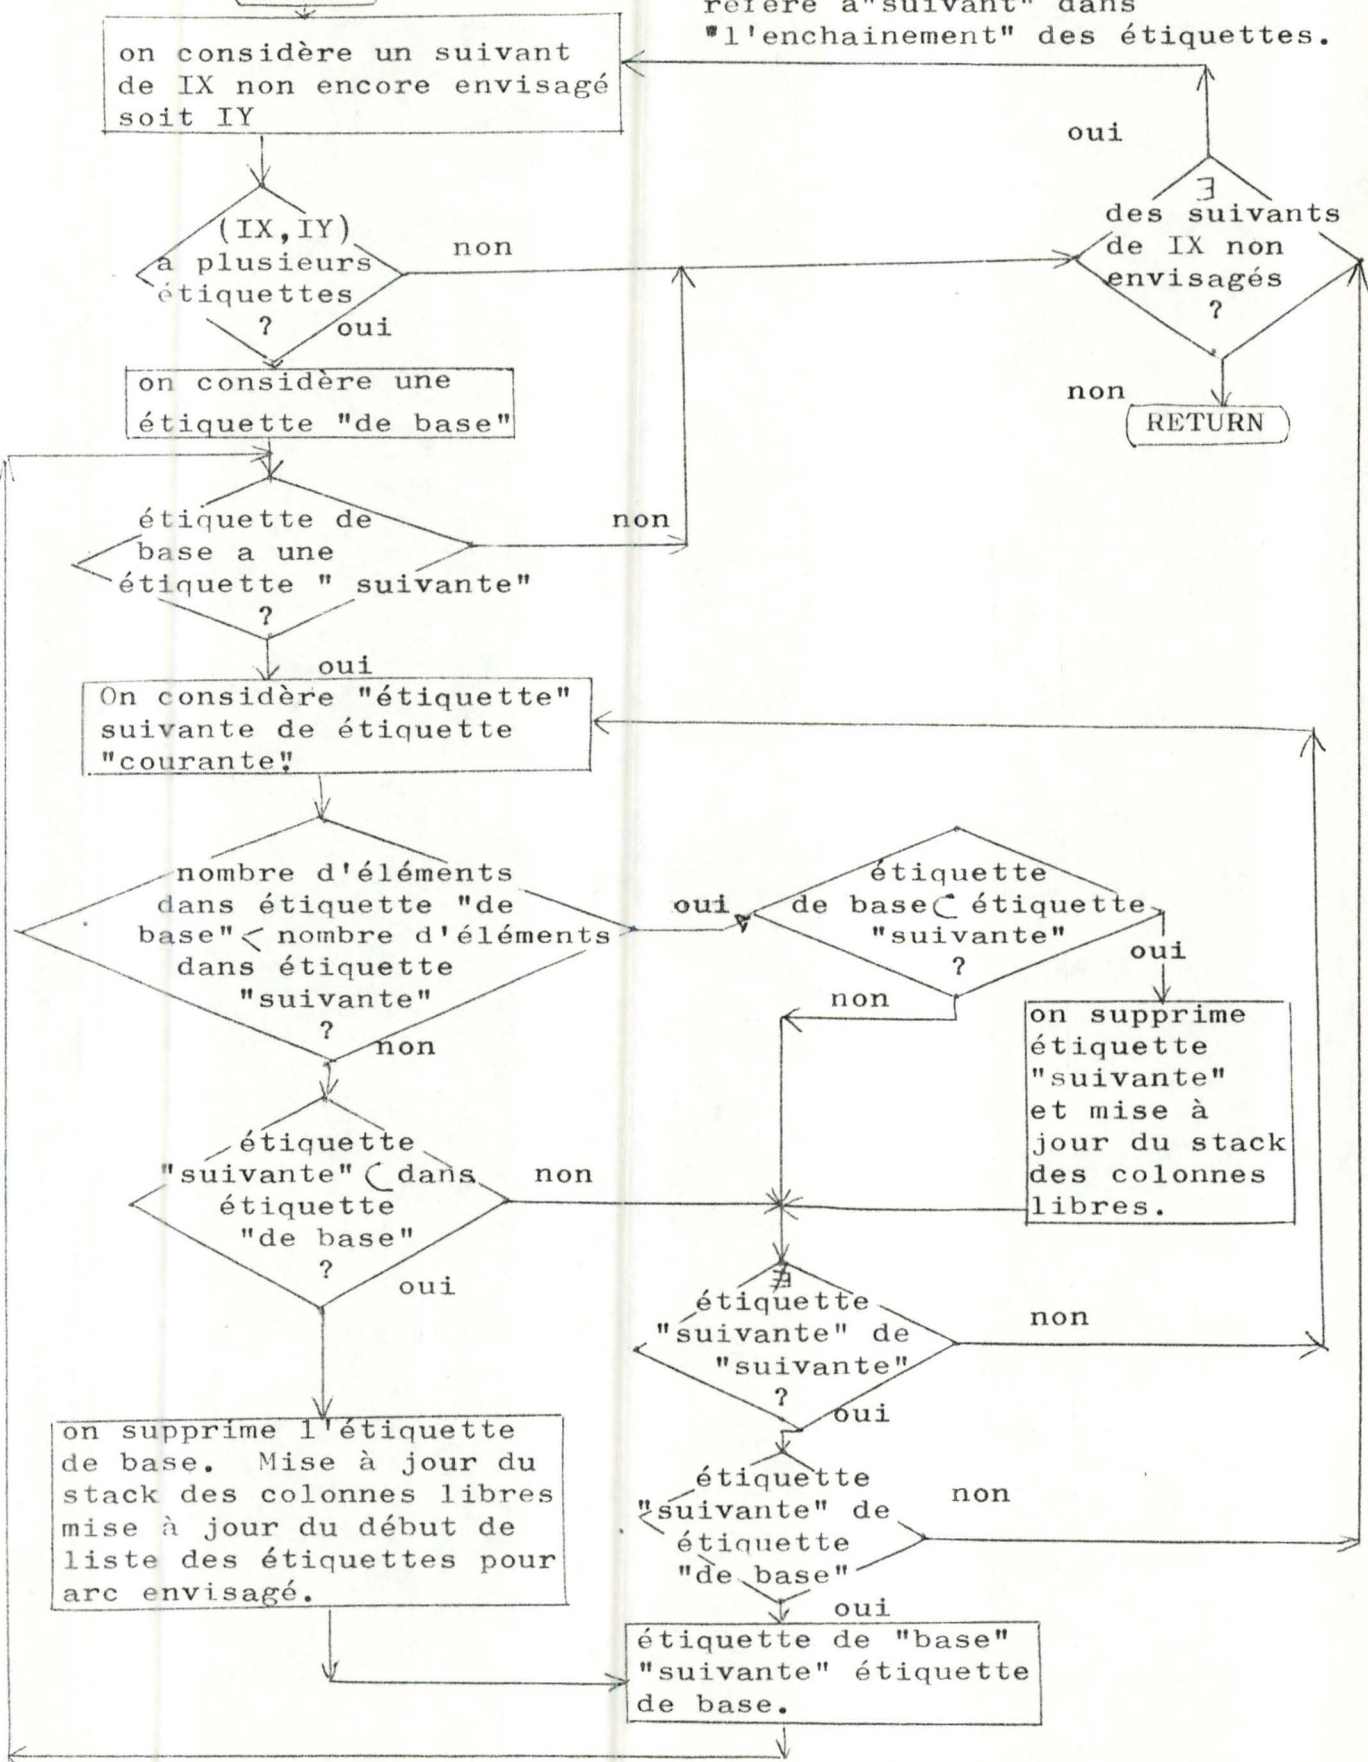 réfère à"suivant" dans
"l'enchainement" des étiquettes.
on considère un suivant
de IX non encore envisagé
soit IY
oui
∃
des suivants
de IX non
envisagés
?
non
RETURN
(IX,IY)
a plusieurs
étiquettes
?
non
oui
on considère une
étiquette "de base"
étiquette de
base a une
étiquette " suivante"
?
non
oui
On considère "étiquette"
suivante de étiquette
"courante"
nombre d'éléments
dans étiquette "de
base" < nombre d'éléments
dans étiquette
"suivante"
?
oui
non
étiquette
de base ⊂ étiquette
"suivante"
?
oui
non
on supprime
étiquette
"suivante"
et mise à
jour du stack
des colonnes
libres.
étiquette
"suivante" ⊂ dans
étiquette
"de base"
?
non
oui
∄
étiquette
"suivante" de
"suivante"
?
non
oui
on supprime l'étiquette
de base. Mise à jour du
stack des colonnes libres
mise à jour du début de
liste des étiquettes pour
arc envisagé.
étiquette
"suivante" de
étiquette
"de base"
non
oui
étiquette de "base"
"suivante" étiquette
de base.